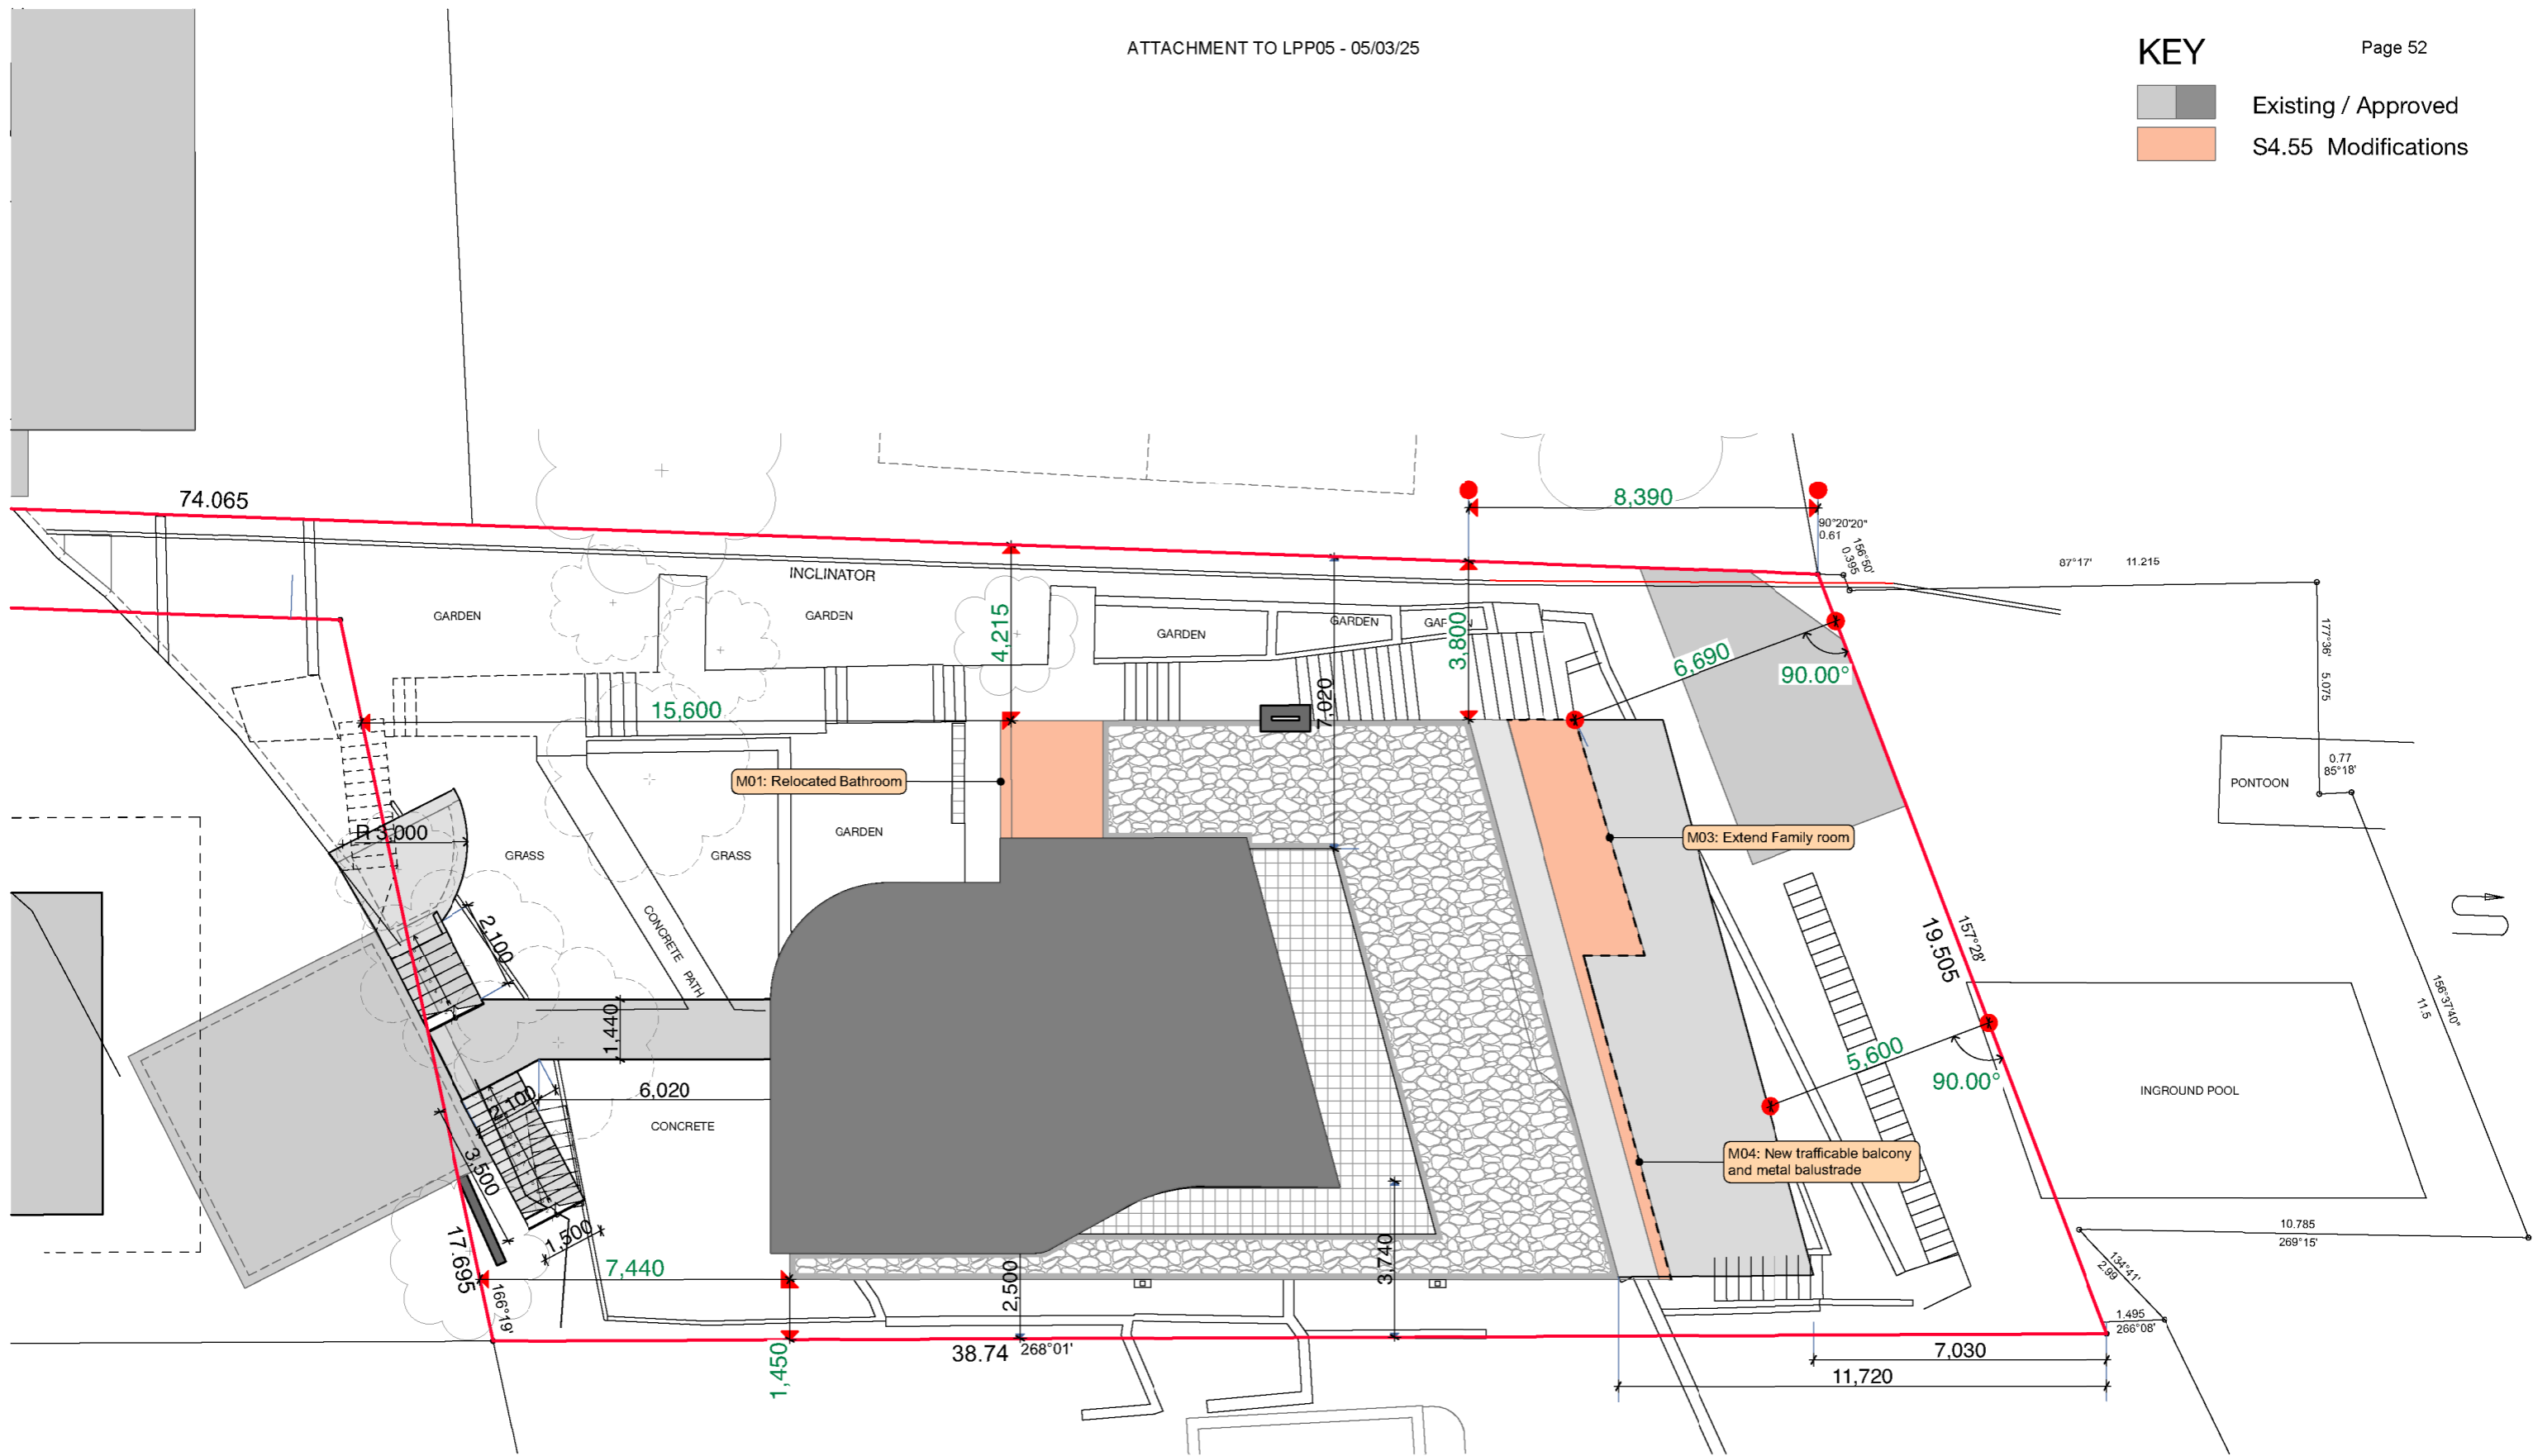 ATTACHMENT TO LPP05 - 05/03/25
KEY
Page 52
Existing / Approved
S4.55 Modifications
74.065
8,390
90°20'20"
0.61
156°50'
0.395
87°17' 11.215
INCLINATOR
GARDEN
GARDEN
4,215
GARDEN
GARDEN
3,800
6,690
90.00°
177°36' 5.075
15,600
7,020
M01: Relocated Bathroom
PONTOON
0.77
85°18'
R 3,000
GRASS
GRASS
GARDEN
M03: Extend Family room
2,100
CONCRETE PATH
19.505
157°28'
156°37'40"
11.5
1,440
5,600
90.00°
6,020
2,100
CONCRETE
INGROUND POOL
M04: New trafficable balcony
and metal balustrade
3,500
1,500
17.695
166°19'
7,440
2,500
3,740
10.785
269°15'
134°41'
2.99
1.495
266°08'
1,450
38.74
268°01'
7,030
11,720